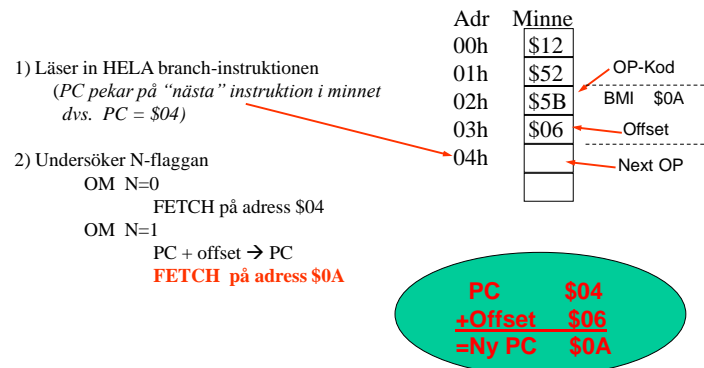 Adr Minne
00h $12
01h $52
02h $5B
03h $06
04h
OP-Kod
BMI $0A
Offset
Next OP
1) Läser in HELA branch-instruktionen
(PC pekar på “nästa” instruktion i minnet
dvs. PC = $04)
2) Undersöker N-flaggan
OM N=0
FETCH på adress $04
OM N=1
PC + offset → PC
FETCH på adress $0A
PC $04
+Offset $06
=Ny PC $0A